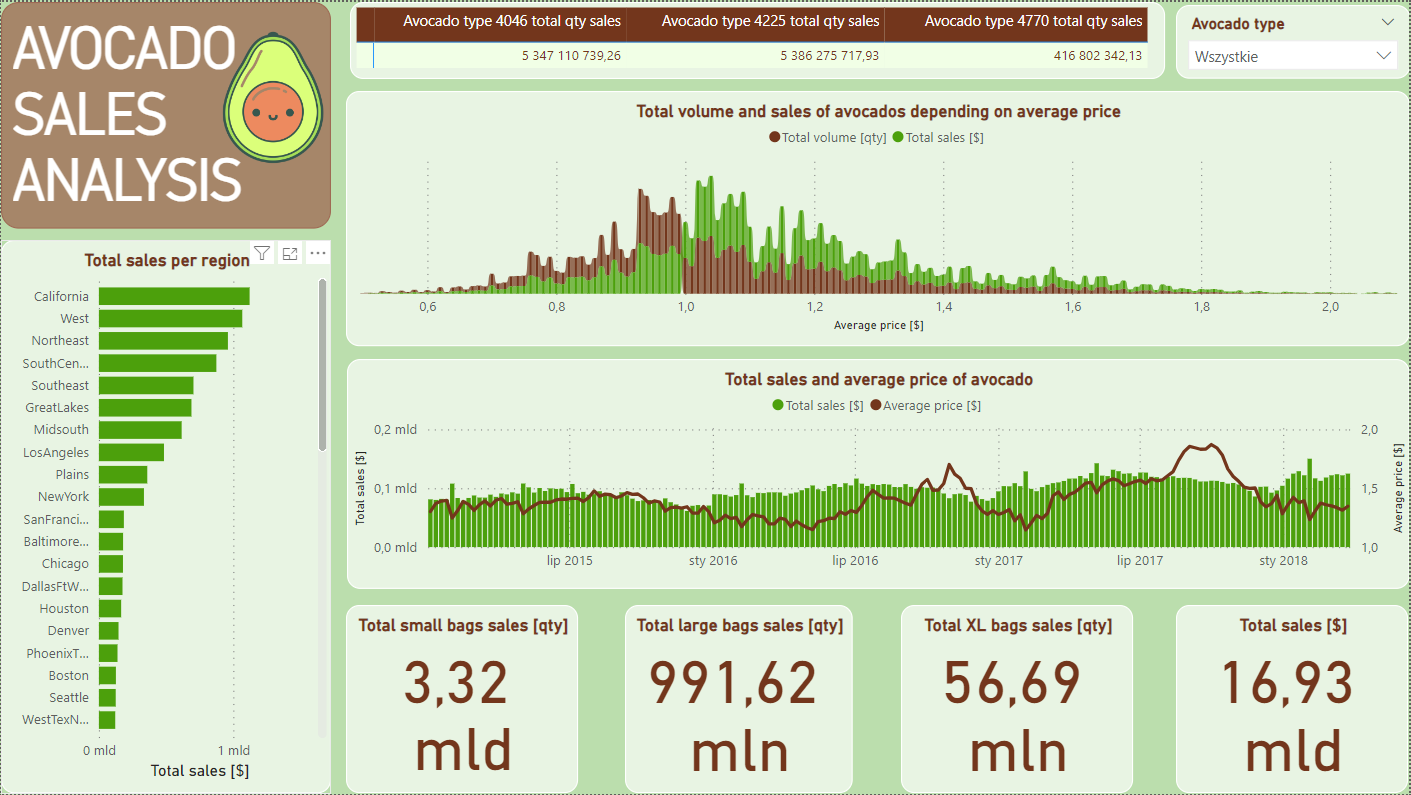 AVOCADO
SALES
ANALYSIS
Avocado type 4046 total qty sales Avocado type 4225 total qty sales Avocado type 4770 total qty sales
5 347 110 739,26 5 386 275 717,93 416 802 342,13
Avocado type
Wszystkie
Total volume and sales of avocados depending on average price
Total volume [qty] Total sales [$]
0,6 0,8 1,0 1,2 1,4 1,6 1,8 2,0
Average price [$]
Total sales per region
California
West
Northeast
SouthCen...
Southeast
GreatLakes
Midsouth
LosAngeles
Plains
NewYork
SanFranci...
Baltimore...
Chicago
DallasFtW...
Houston
Denver
PhoenixT...
Boston
Seattle
WestTexN...
0 mld 1 mld
Total sales [$]
Total sales and average price of avocado
Total sales [$] Average price [$]
Total sales [$]
0,2 mld
0,1 mld
0,0 mld
2,0
1,5
1,0
Average price [$]
lip 2015 sty 2016 lip 2016 sty 2017 lip 2017 sty 2018
Total small bags sales [qty]
3,32
mld
Total large bags sales [qty]
991,62
mln
Total XL bags sales [qty]
56,69
mln
Total sales [$]
16,93
mld